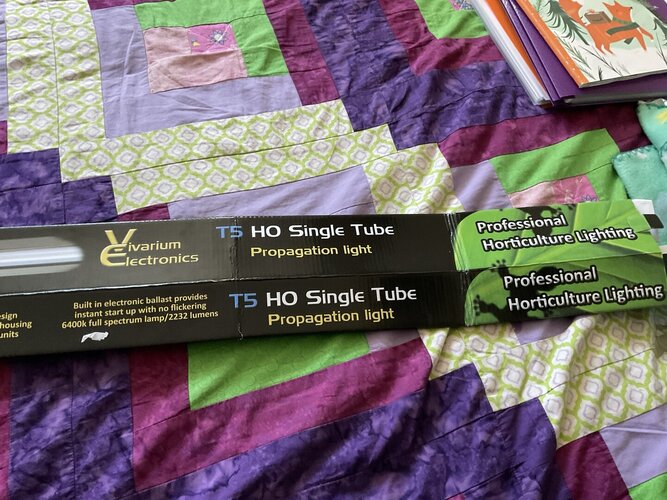 Vivarium
Electronics
T5 HO Single Tube
Propagation light
Professional
Horticulture Lighting
esign
housing
units
Built in electronic ballast provides
instant start up with no flickering
6400k full spectrum lamp/2232 lumens
T5 HO Single Tube
Propagation light
Professional
Horticulture Lighting